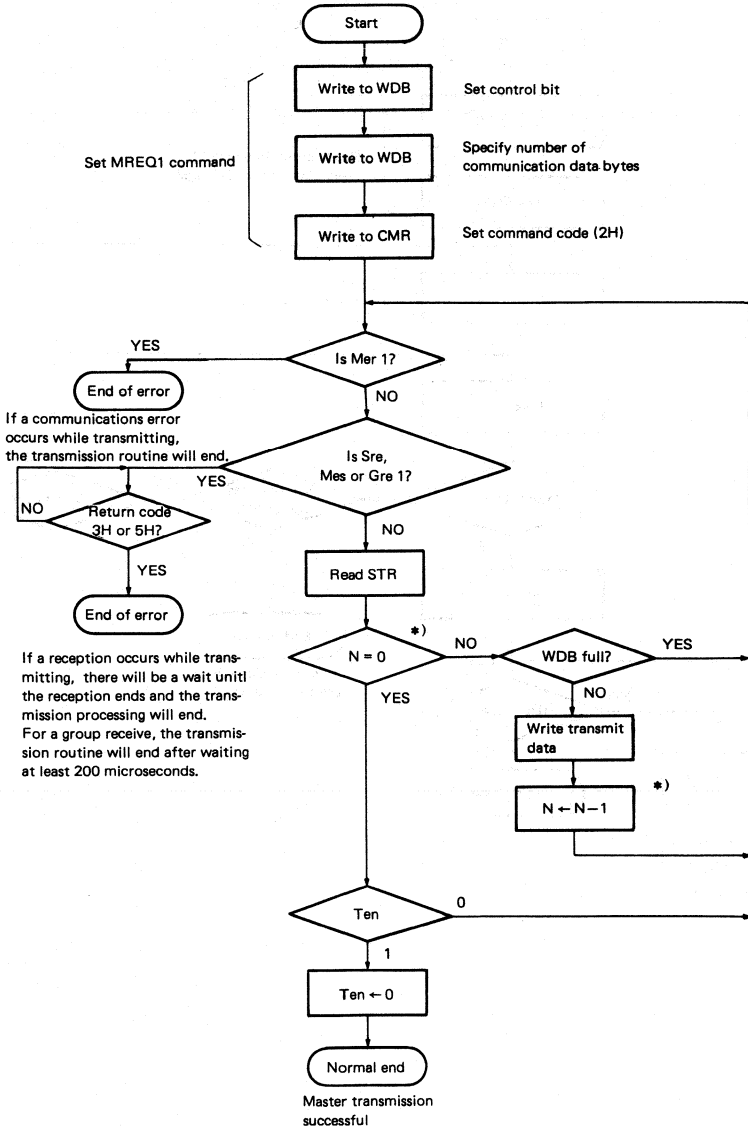 Start
Write to WDB
Set control bit
Set MREQ1 command
Write to WDB
Specify number of
communication data bytes
Write to CMR
Set command code (2H)
YES
Is Mer 1?
End of error
NO
If a communications error
occurs while transmitting,
the transmission routine will end.
Is Sre,
Mes or Gre 1?
YES
NO
Return code
3H or 5H?
NO
YES
Read STR
End of error
*)
N = 0
NO
WDB full?
YES
YES
NO
If a reception occurs while trans-
mitting, there will be a wait unitl
the reception ends and the trans-
mission processing will end.
For a group receive, the transmis-
sion routine will end after waiting
at least 200 microseconds.
Write transmit
data
*)
N ← N−1
Ten
0
1
Ten ← 0
Normal end
Master transmission
successful